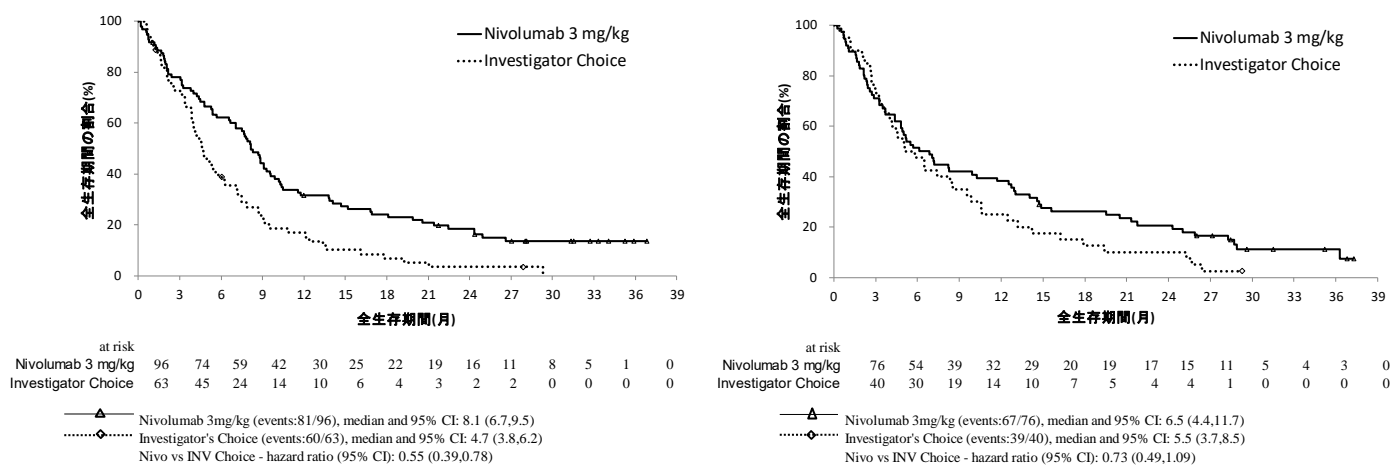 100
80
60
40
20
0
全生存期間の割合(%)
Nivolumab 3 mg/kg
Investigator Choice
0 3 6 9 12 15 18 21 24 27 30 33 36 39
全生存期間(月)
at risk
Nivolumab 3 mg/kg 96 74 59 42 30 25 22 19 16 11 8 5 1 0
Investigator Choice 63 45 24 14 10 6 4 3 2 2 0 0 0 0
Nivolumab 3mg/kg (events:81/96), median and 95% CI: 8.1 (6.7,9.5)
Investigator's Choice (events:60/63), median and 95% CI: 4.7 (3.8,6.2)
Nivo vs INV Choice - hazard ratio (95% CI): 0.55 (0.39,0.78)
100
80
60
40
20
0
全生存期間の割合(%)
Nivolumab 3 mg/kg
Investigator Choice
0 3 6 9 12 15 18 21 24 27 30 33 36 39
全生存期間(月)
at risk
Nivolumab 3 mg/kg 76 54 39 32 29 20 19 17 15 11 5 4 3 0
Investigator Choice 40 30 19 14 10 7 5 4 4 1 0 0 0 0
Nivolumab 3mg/kg (events:67/76), median and 95% CI: 6.5 (4.4,11.7)
Investigator's Choice (events:39/40), median and 95% CI: 5.5 (3.7,8.5)
Nivo vs INV Choice - hazard ratio (95% CI): 0.73 (0.49,1.09)